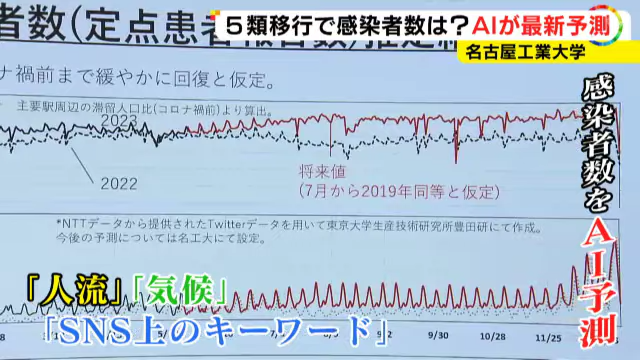 5類移行で感染者数は?AIが最新予測
名古屋工業大学
者数(定点患者報告数)推定
ナ禍前まで緩やかに回復と仮定。
主要駅周辺の滞留人口比(コロナ禍前)より算出。
2023
2022
将来値
(7月から2019年同等と仮定)
*NTTデータから提供されたTwitterデータを用いて東京大学生産技術研究所豊田研にて作成。
今後の予測については名工大にて設定。
感染者数をAI予測
「人流」「気候」
「SNS上のキーワード」
8/5
9/2
9/30
10/28
11/25